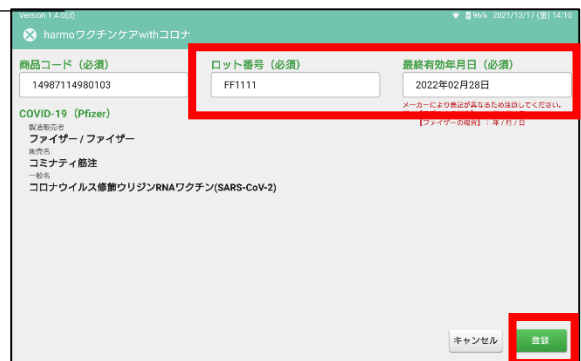 Version 1.4.0(d)
96% 2021/12/17(金) 14:10
harmoワクチンケアwithコロナ
商品コード(必須)
ロット番号(必須)
最終有効年月日(必須)
14987114980103
FF1111
2022年02月28日
メーカーにより表記が異なるため注意してください。
【ファイザーの場合】:年/月/日
COVID-19 (Pfizer)
製造販売者
ファイザー / ファイザー
販売名
コミナティ筋注
一般名
コロナウイルス修飾ウリジンRNAワクチン(SARS-CoV-2)
キャンセル
登録